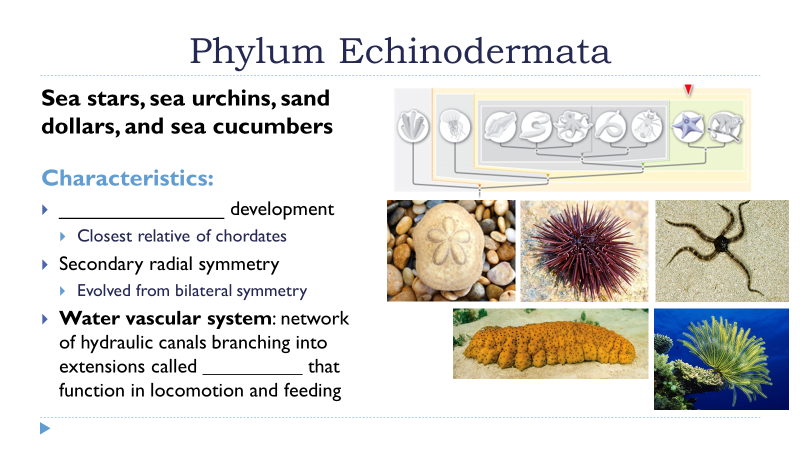 Phylum Echinodermata
Sea stars, sea urchins, sand
dollars, and sea cucumbers
Characteristics:
________________ development
Closest relative of chordates
Secondary radial symmetry
Evolved from bilateral symmetry
Water vascular system: network
of hydraulic canals branching into
extensions called __________ that
function in locomotion and feeding